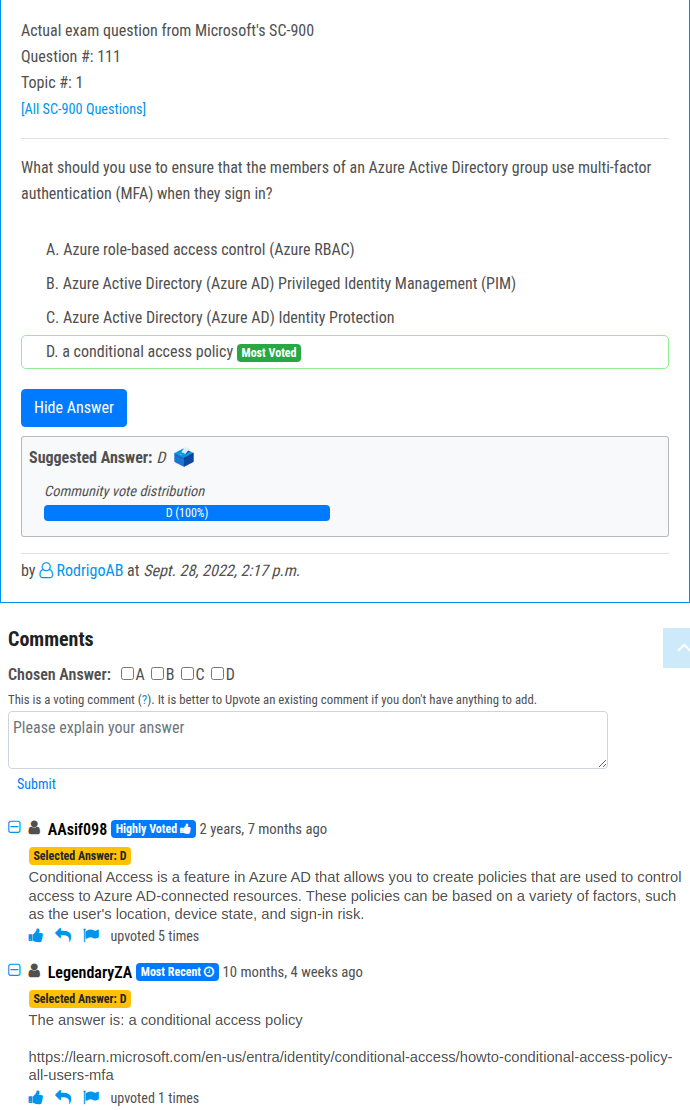 Actual exam question from Microsoft's SC-900
Question #: 111
Topic #: 1
[All SC-900 Questions]
What should you use to ensure that the members of an Azure Active Directory group use multi-factor
authentication (MFA) when they sign in?
A. Azure role-based access control (Azure RBAC)
B. Azure Active Directory (Azure AD) Privileged Identity Management (PIM)
C. Azure Active Directory (Azure AD) Identity Protection
D. a conditional access policy Most Voted
Hide Answer
Suggested Answer: D
Community vote distribution
D (100%)
by RodrigoAB at Sept. 28, 2022, 2:17 p.m.
Comments
Chosen Answer: A B C D
This is a voting comment (?). It is better to Upvote an existing comment if you don't have anything to add.
Please explain your answer
Submit
AAsif098 Highly Voted 2 years, 7 months ago
Selected Answer: D
Conditional Access is a feature in Azure AD that allows you to create policies that are used to control
access to Azure AD-connected resources. These policies can be based on a variety of factors, such
as the user's location, device state, and sign-in risk.
upvoted 5 times
LegendaryZA Most Recent 10 months, 4 weeks ago
Selected Answer: D
The answer is: a conditional access policy
https://learn.microsoft.com/en-us/entra/identity/conditional-access/howto-conditional-access-policy-
all-users-mfa
upvoted 1 times